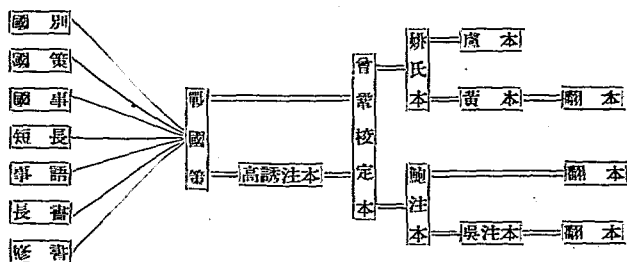 國別
國策
國事
短長
事語
長書
脩書
戰國策
高誘注本
曾鞏校定本
姚氏本
盧本
黃本
翻本
鮑注本
翻本
吳注本
翻本